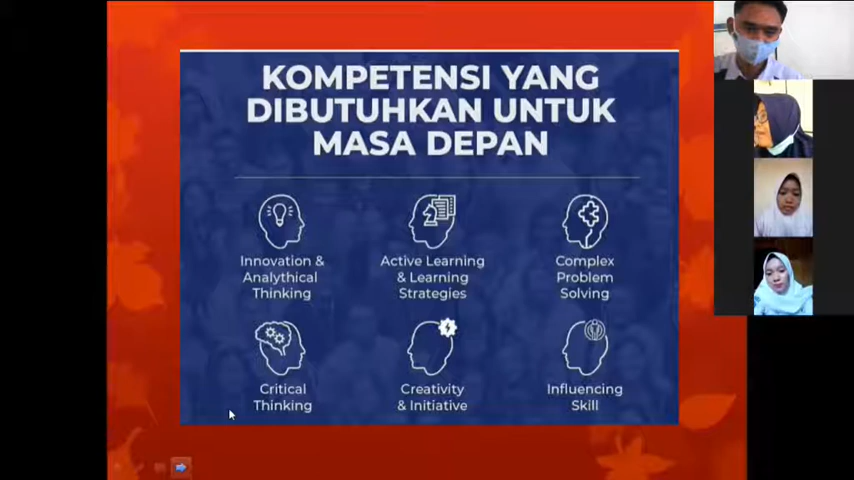 KOMPETENSI YANG
DIBUTUHKAN UNTUK
MASA DEPAN
Innovation &
Analythical
Thinking
Active Learning
& Learning
Strategies
Complex
Problem
Solving
Critical
Thinking
Creativity
& Initiative
Influencing
Skill